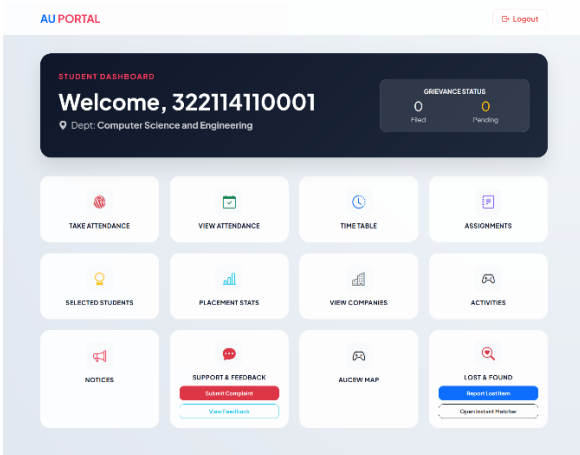 AU PORTAL
Logout
STUDENT DASHBOARD
Welcome, 322114110001
Dept: Computer Science and Engineering
GRIEVANCE STATUS
0 0
Filed Pending
TAKE ATTENDANCE
VIEW ATTENDANCE
TIME TABLE
ASSIGNMENTS
SELECTED STUDENTS
PLACEMENT STATS
VIEW COMPANIES
ACTIVITIES
NOTICES
SUPPORT & FEEDBACK
Submit Complaint
View Feedback
AUCEW MAP
LOST & FOUND
Report Lost Item
Open Instant Matcher